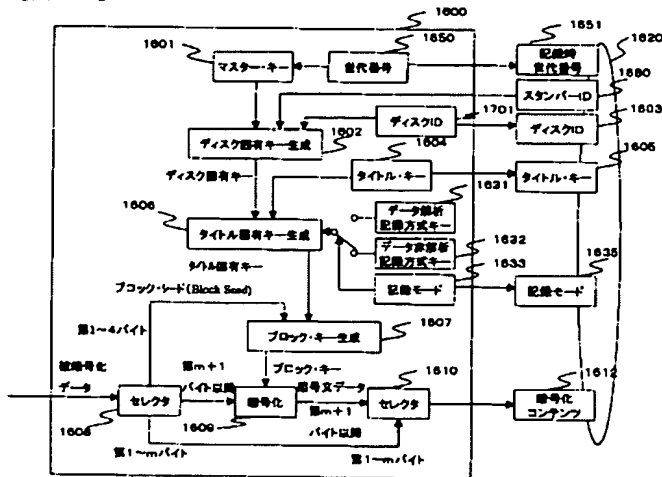 1600
1601
1650
1651
1620
マスター・キー
世代番号
記録時
世代番号
スタンパーID
1680
ディスクID
1701
ディスクID
1603
ディスク固有キー生成
1602
1604
ディスク固有キー
タイトル・キー
タイトル・キー
1605
1606
1631
データ解析
記録方式キー
タイトル固有キー生成
データ非解析
記録方式キー
1632
1633
1635
タイトル固有キー
記録モード
記録モード
ブロック・シード(Block Seed)
ブロック・キー生成
1607
第1~4バイト
被暗号化
データ
第m+1
バイト以降
ブロック・キー
暗号文データ
1610
1612
セレクタ
暗号化
第m+1
バイト以降
セレクタ
暗号化
コンテンツ
1608
1609
第1~mバイト
第1~mバイト